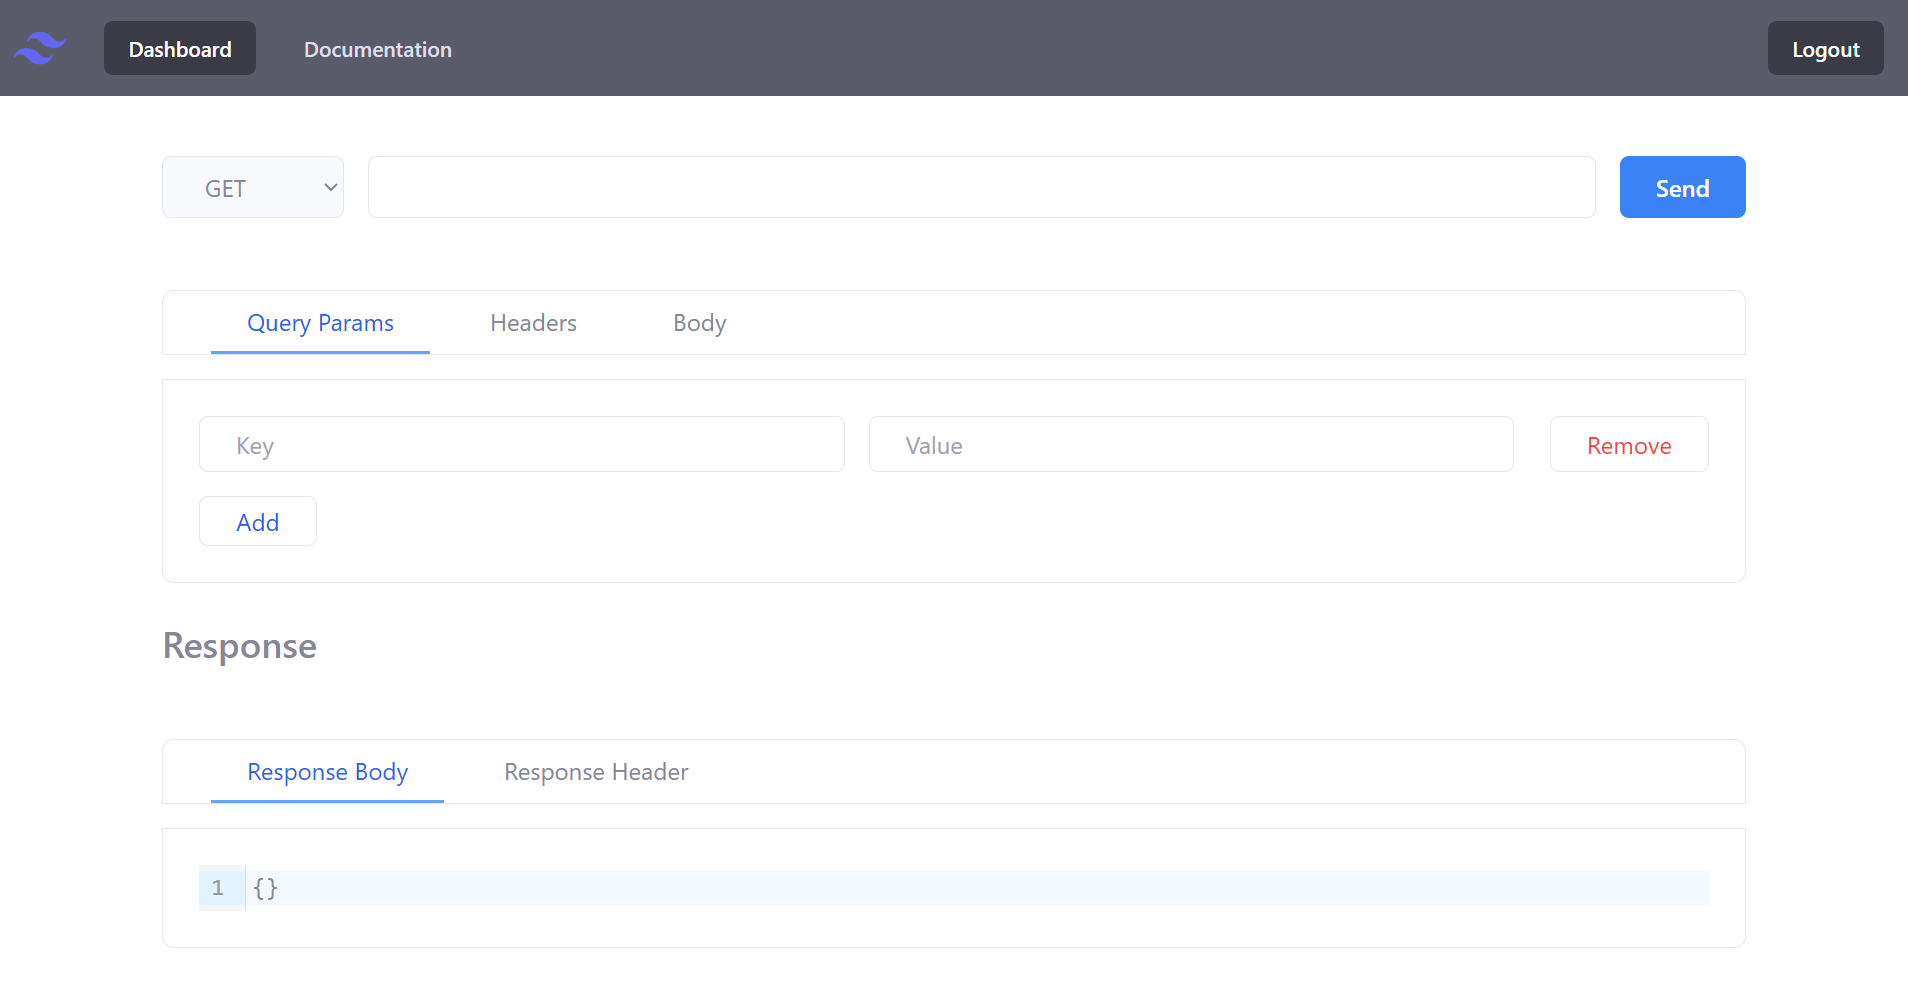 Dashboard Documentation Logout
GET Send
Query Params Headers Body
Key Value Remove
Add
Response
Response Body Response Header
1 {}